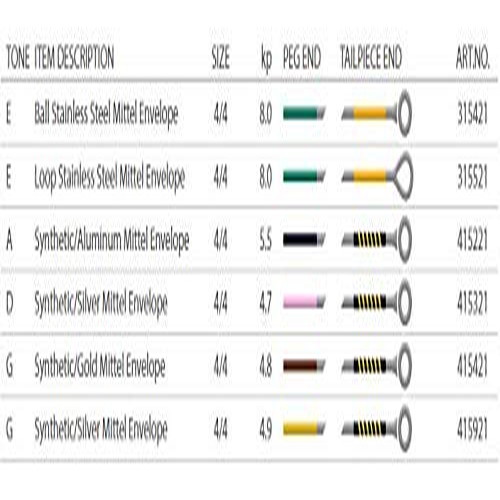 TONE ITEM DESCRIPTION SIZE kp PEG END TAILPIECE END ART.NO.
E Ball Stainless Steel Mittel Envelope 4/4 8.0 315421
E Loop Stainless Steel Mittel Envelope 4/4 8.0 315521
A Synthetic/Aluminum Mittel Envelope 4/4 5.5 415221
D Synthetic/Silver Mittel Envelope 4/4 4.7 415321
G Synthetic/Gold Mittel Envelope 4/4 4.8 415421
G Synthetic/Silver Mittel Envelope 4/4 4.9 415921